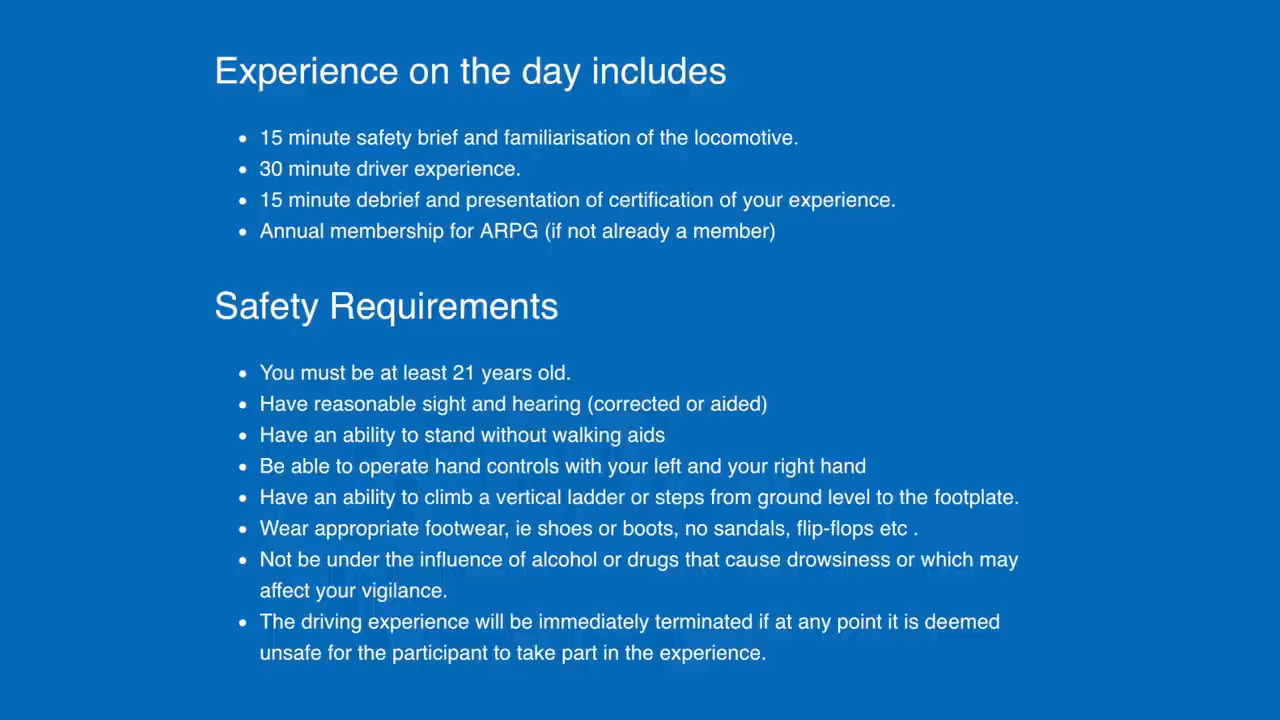 Experience on the day includes
• 15 minute safety brief and familiarisation of the locomotive.
• 30 minute driver experience.
• 15 minute debrief and presentation of certification of your experience.
• Annual membership for ARPG (if not already a member)
Safety Requirements
• You must be at least 21 years old.
• Have reasonable sight and hearing (corrected or aided)
• Have an ability to stand without walking aids
• Be able to operate hand controls with your left and your right hand
• Have an ability to climb a vertical ladder or steps from ground level to the footplate.
• Wear appropriate footwear, ie shoes or boots, no sandals, flip-flops etc .
• Not be under the influence of alcohol or drugs that cause drowsiness or which may
affect your vigilance.
• The driving experience will be immediately terminated if at any point it is deemed
unsafe for the participant to take part in the experience.